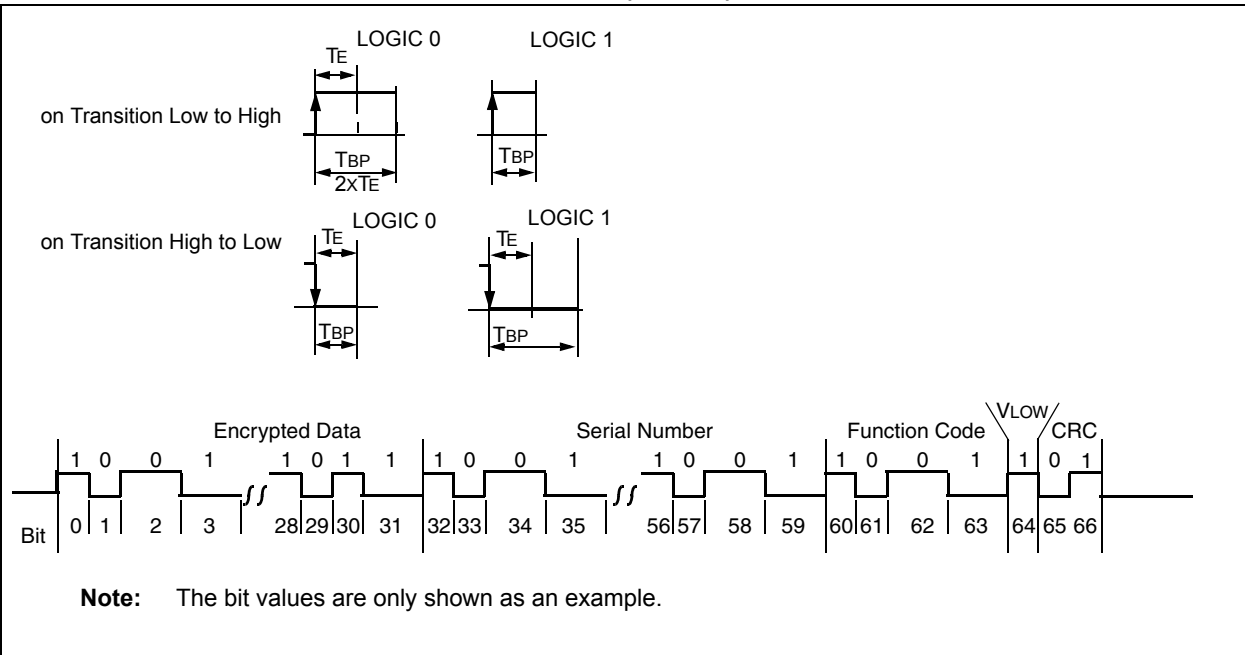 LOGIC 0 LOGIC 1
TE
on Transition Low to High
TBP TBP
2XTE
LOGIC 0 LOGIC 1
on Transition High to Low TE TE
TBP TBP
VLOW
Encrypted Data Serial Number Function Code CRC
1 0 0 1 1 0 1 1 1 0 0 1 1 0 0 1 1 0 0 1 1 0 1
Bit 0 1 2 3 28 29 30 31 32 33 34 35 56 57 58 59 60 61 62 63 64 65 66
Note: The bit values are only shown as an example.